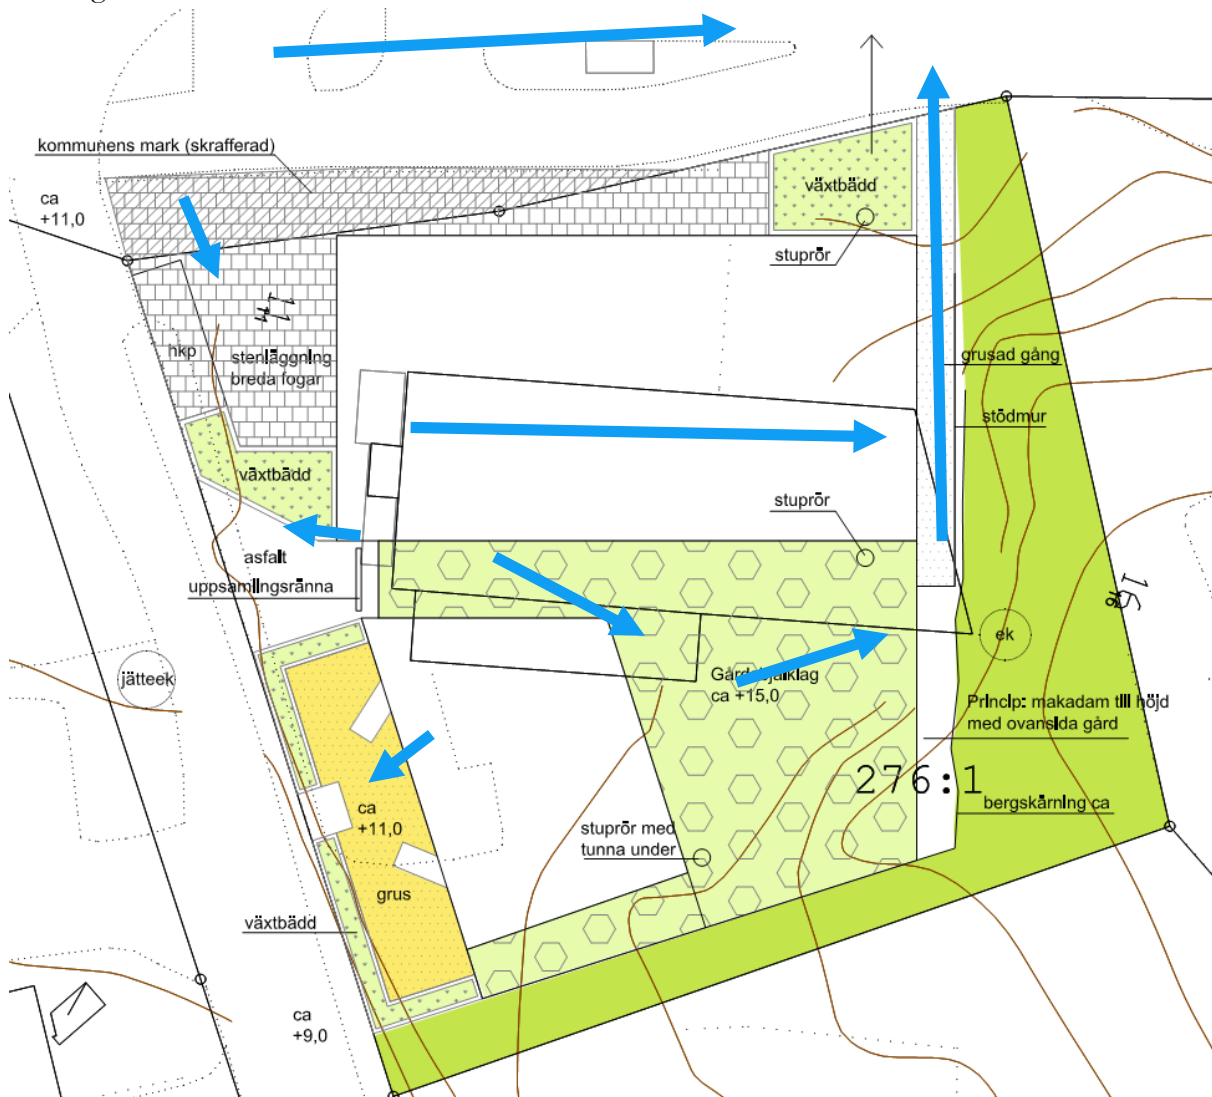 kommunens mark (skrafferad)
ca
+11,0
växtbädd
stuprör
hkp
stenläggning
breda fogar
grusad gång
stödmur
växtbädd
stuprör
asfalt
uppsamlingsränna
ek
jätteek
Gårdsbjälklag
ca +15,0
Princip: makadam till höjd
med ovansida gård
276:1
bergskärning ca
ca
+11,0
stuprör med
tunna under
grus
växtbädd
ca
+9,0